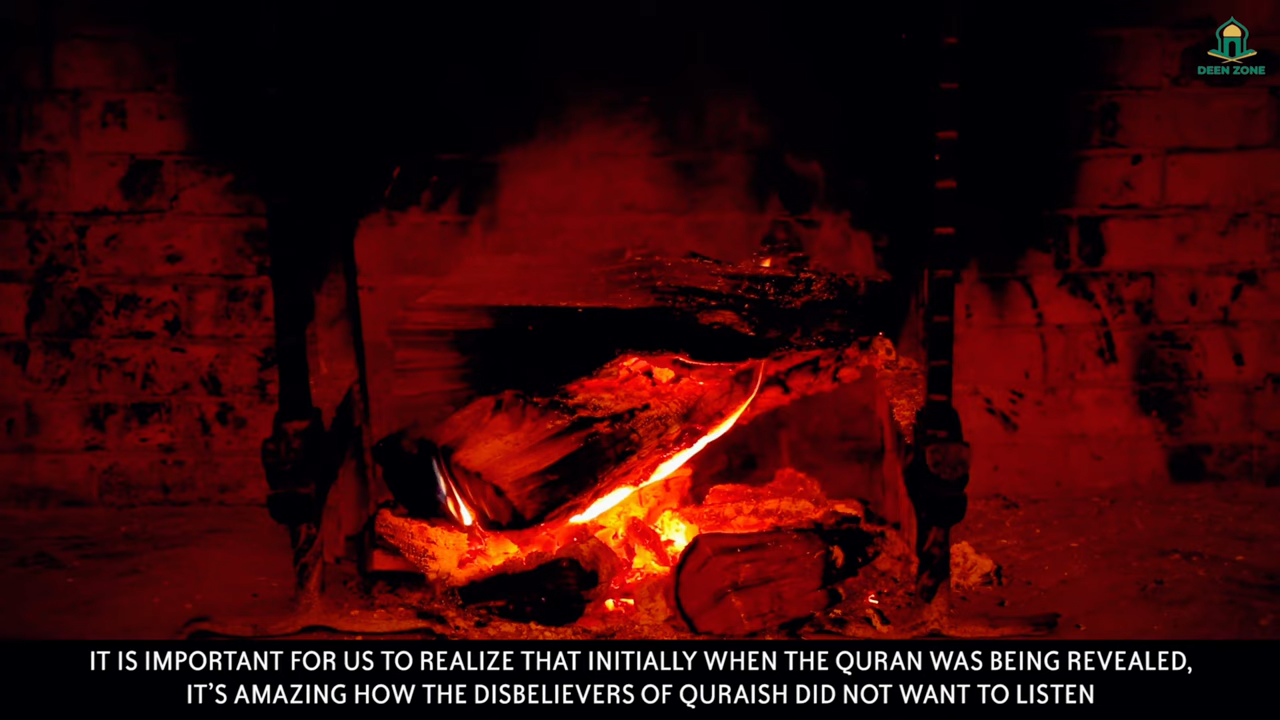 DEEN ZONE
IT IS IMPORTANT FOR US TO REALIZE THAT INITIALLY WHEN THE QURAN WAS BEING REVEALED,
IT'S AMAZING HOW THE DISBELIEVERS OF QURAISH DID NOT WANT TO LISTEN